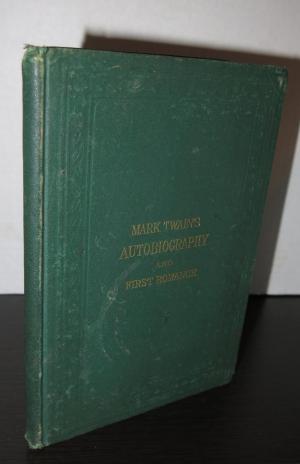 MARK TWAIN'S
AUTOBIOGRAPHY
AND
FIRST ROMANCE.